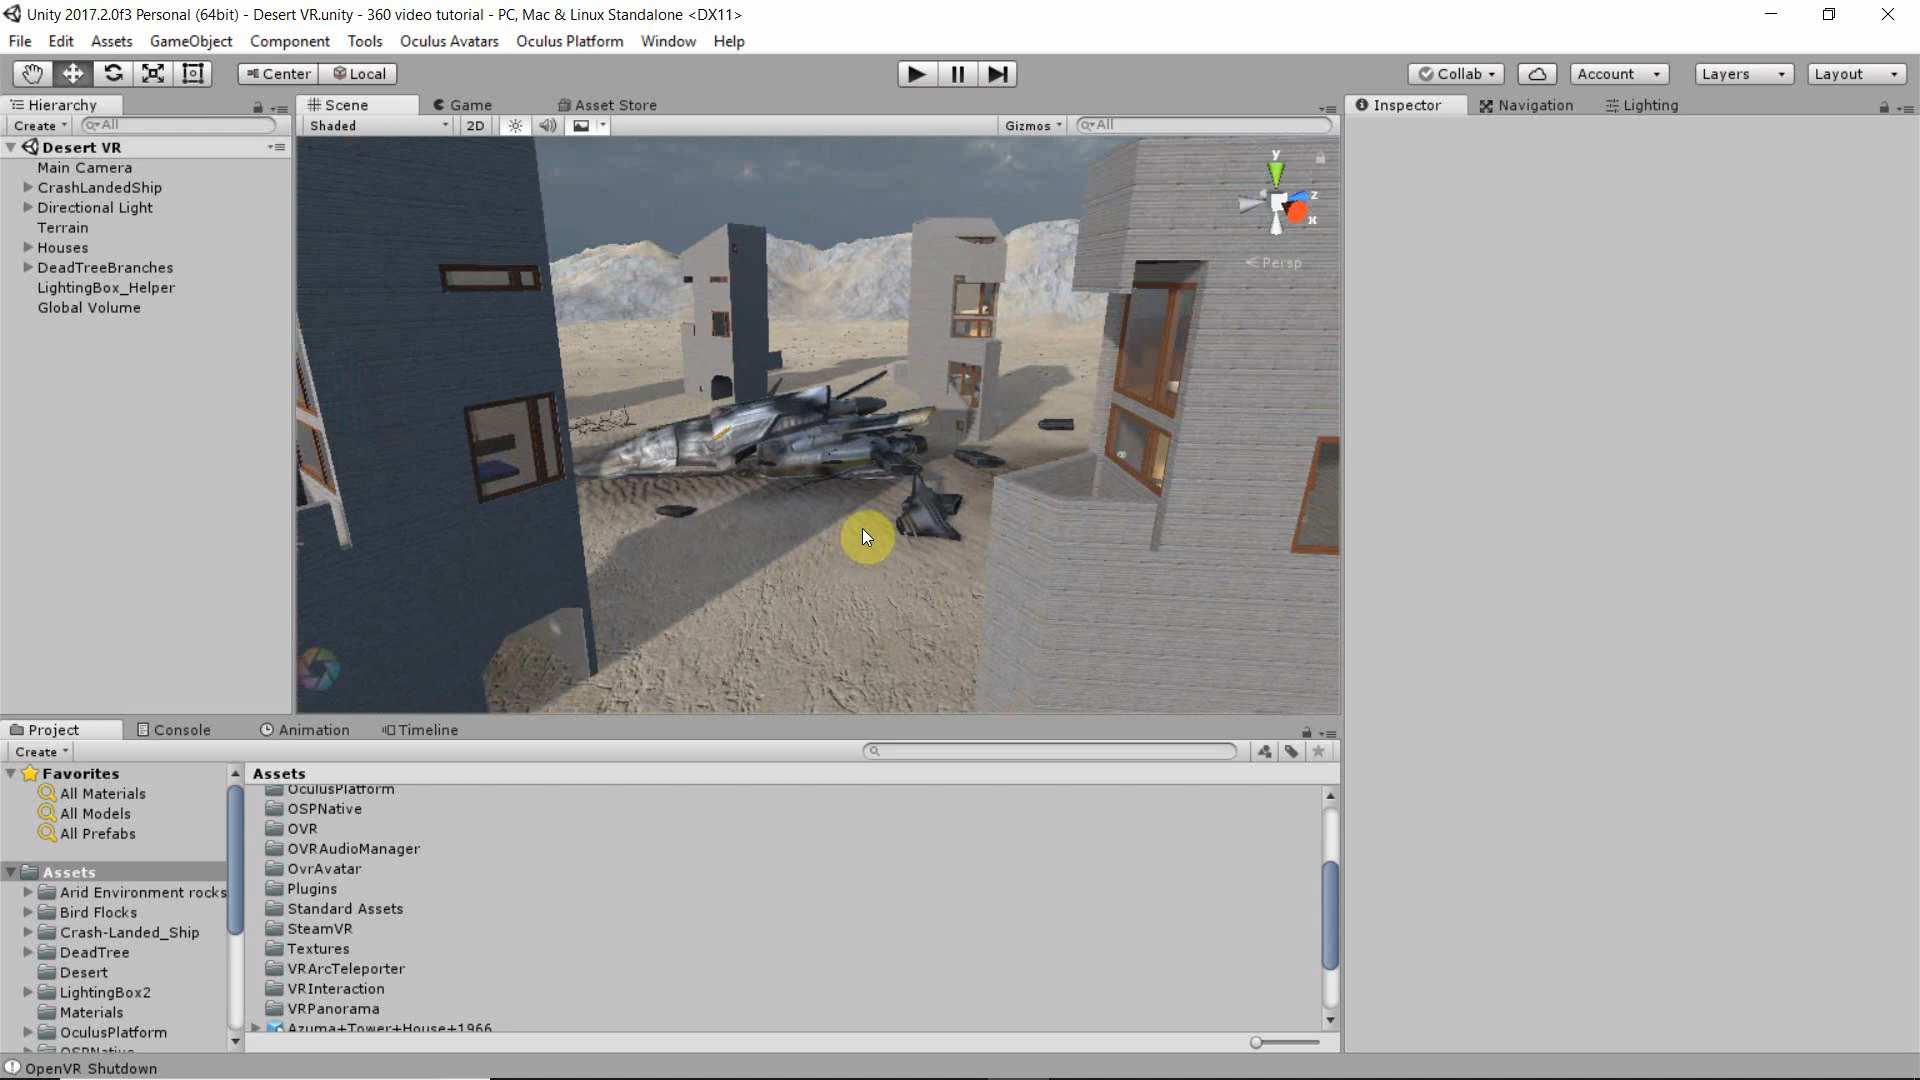 Unity 2017.2.0f3 Personal (64bit) - Desert VR.unity - 360 video tutorial - PC, Mac & Linux Standalone <DX11>
File Edit Assets GameObject Component Tools Oculus Avatars Oculus Platform Window Help
Center Local Collab Account Layers Layout
Hierarchy Scene Game Asset Store Inspector Navigation Lighting
Create All Shaded 2D Gizmos All
Desert VR
Main Camera
CrashLandedShip
Directional Light
Terrain
Houses
DeadTreeBranches
LightingBox_Helper
Global Volume
y
z
x
Persp
Project Console Animation Timeline
Create
Favorites
All Materials
All Models
All Prefabs
Assets
Arid Environment rocks
Bird Flocks
Crash-Landed_Ship
DeadTree
Desert
LightingBox2
Materials
OculusPlatform
OSPNative
Assets
OculusPlatform
OSPNative
OVR
OVRAudioManager
OvrAvatar
Plugins
Standard Assets
SteamVR
Textures
VRArcTeleporter
VRInteraction
VRPanorama
Azuma+Tower+House+1966
OpenVR Shutdown